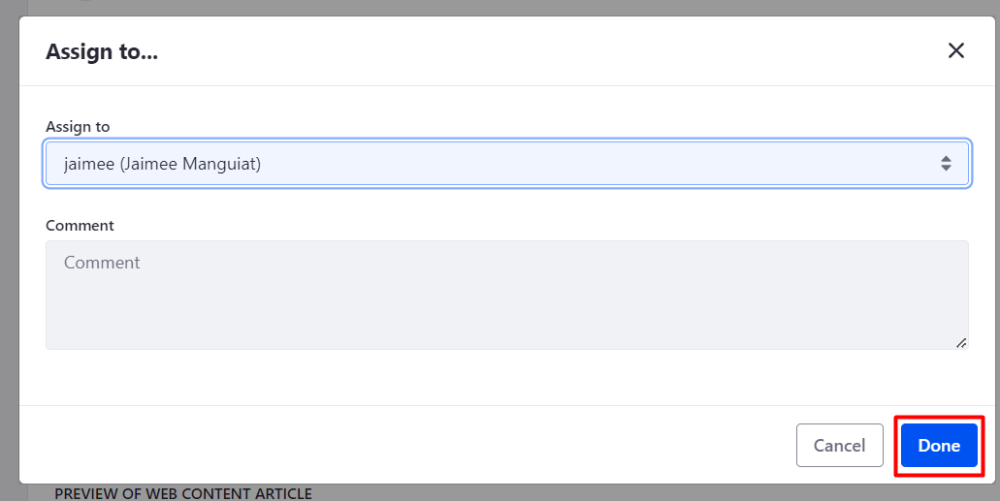 Assign to...
Assign to
jaimee (Jaimee Manguiat)
Comment
Comment
Cancel
Done
PREVIEW OF WEB CONTENT ARTICLE